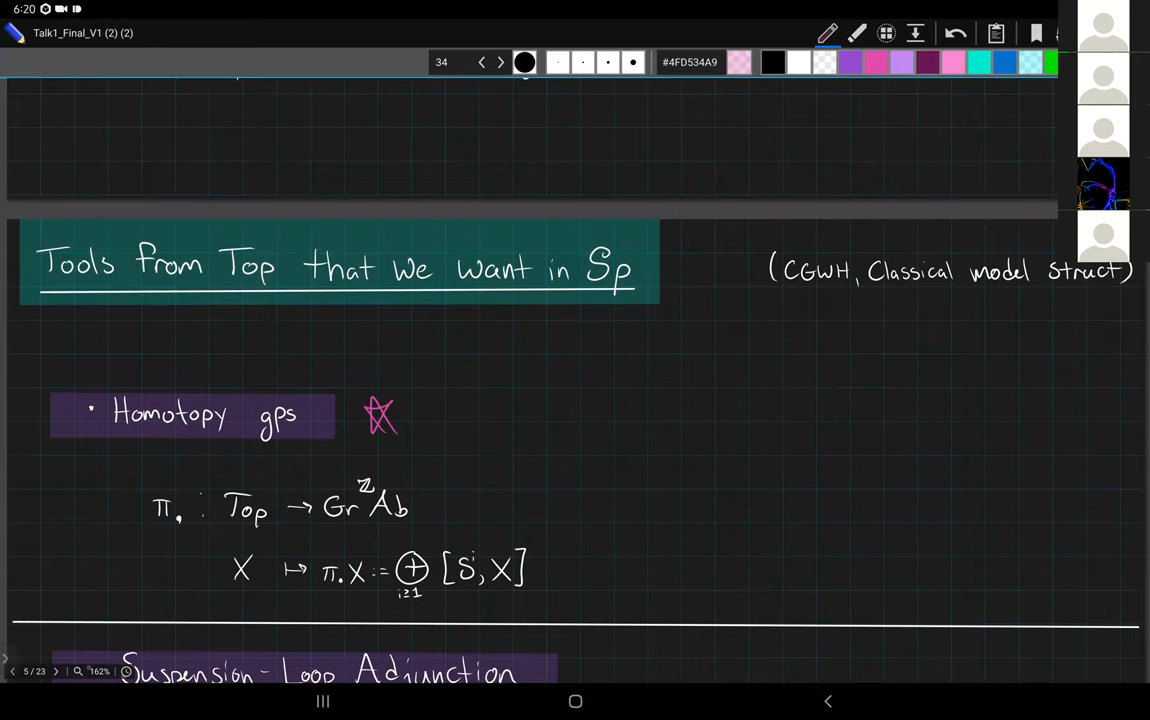 6:20
Talk1_Final_V1 (2) (2)
34
#4FD534A9
Tools from Top that we want in Sp
(CGWH, Classical model struct)
• Homotopy gps
π. : Top → Gr^ℤ Ab
X ↦ π.X := ⊕_{i≥1} [S^i, X]
Suspension - Loop Adjunction
5 / 23
162%